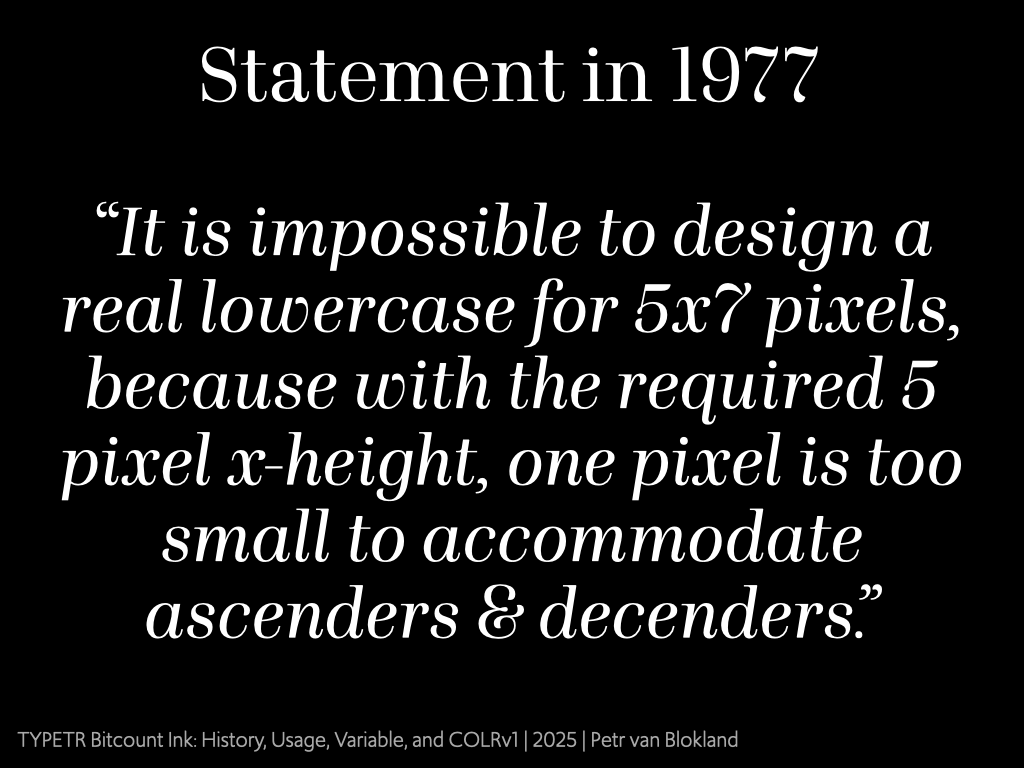 Statement in 1977
“It is impossible to design a
real lowercase for 5x7 pixels,
because with the required 5
pixel x-height, one pixel is too
small to accommodate
ascenders & decenders.”
TYPETR Bitcount Ink: History, Usage, Variable, and COLRv1 | 2025 | Petr van Blokland